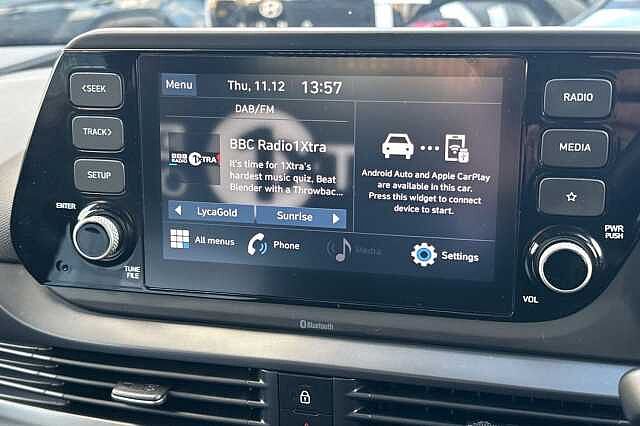 Menu
Thu, 11.12
13:57
DAB/FM
BBC
RADIO
1XTRA
BBC Radio1Xtra
It's time for 1Xtra's
hardest music quiz, Beat
Blender with a Throwbac...
LycaGold
Sunrise
Android Auto and Apple CarPlay
are available in this car.
Press this widget to connect
device to start.
All menus
Phone
Media
Settings
<SEEK
TRACK>
SETUP
ENTER
TUNE
FILE
RADIO
MEDIA
PWR
PUSH
VOL
Bluetooth